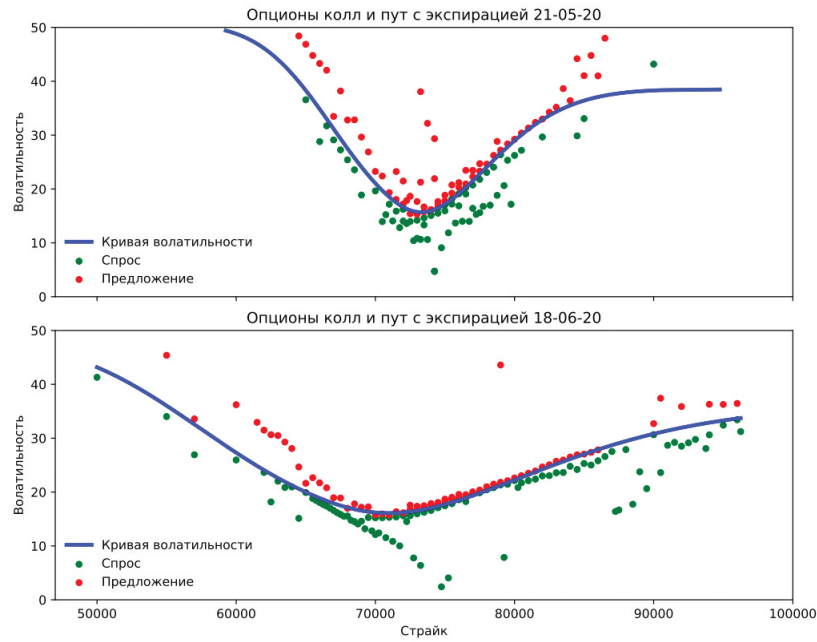 Опционы колл и пут с экспирацией 21-05-20
50
40
30
20
10
0
Волатильность
Кривая волатильности
Спрос
Предложение
Опционы колл и пут с экспирацией 18-06-20
50
40
30
20
10
0
Волатильность
Кривая волатильности
Спрос
Предложение
50000 60000 70000 80000 90000 100000
Страйк